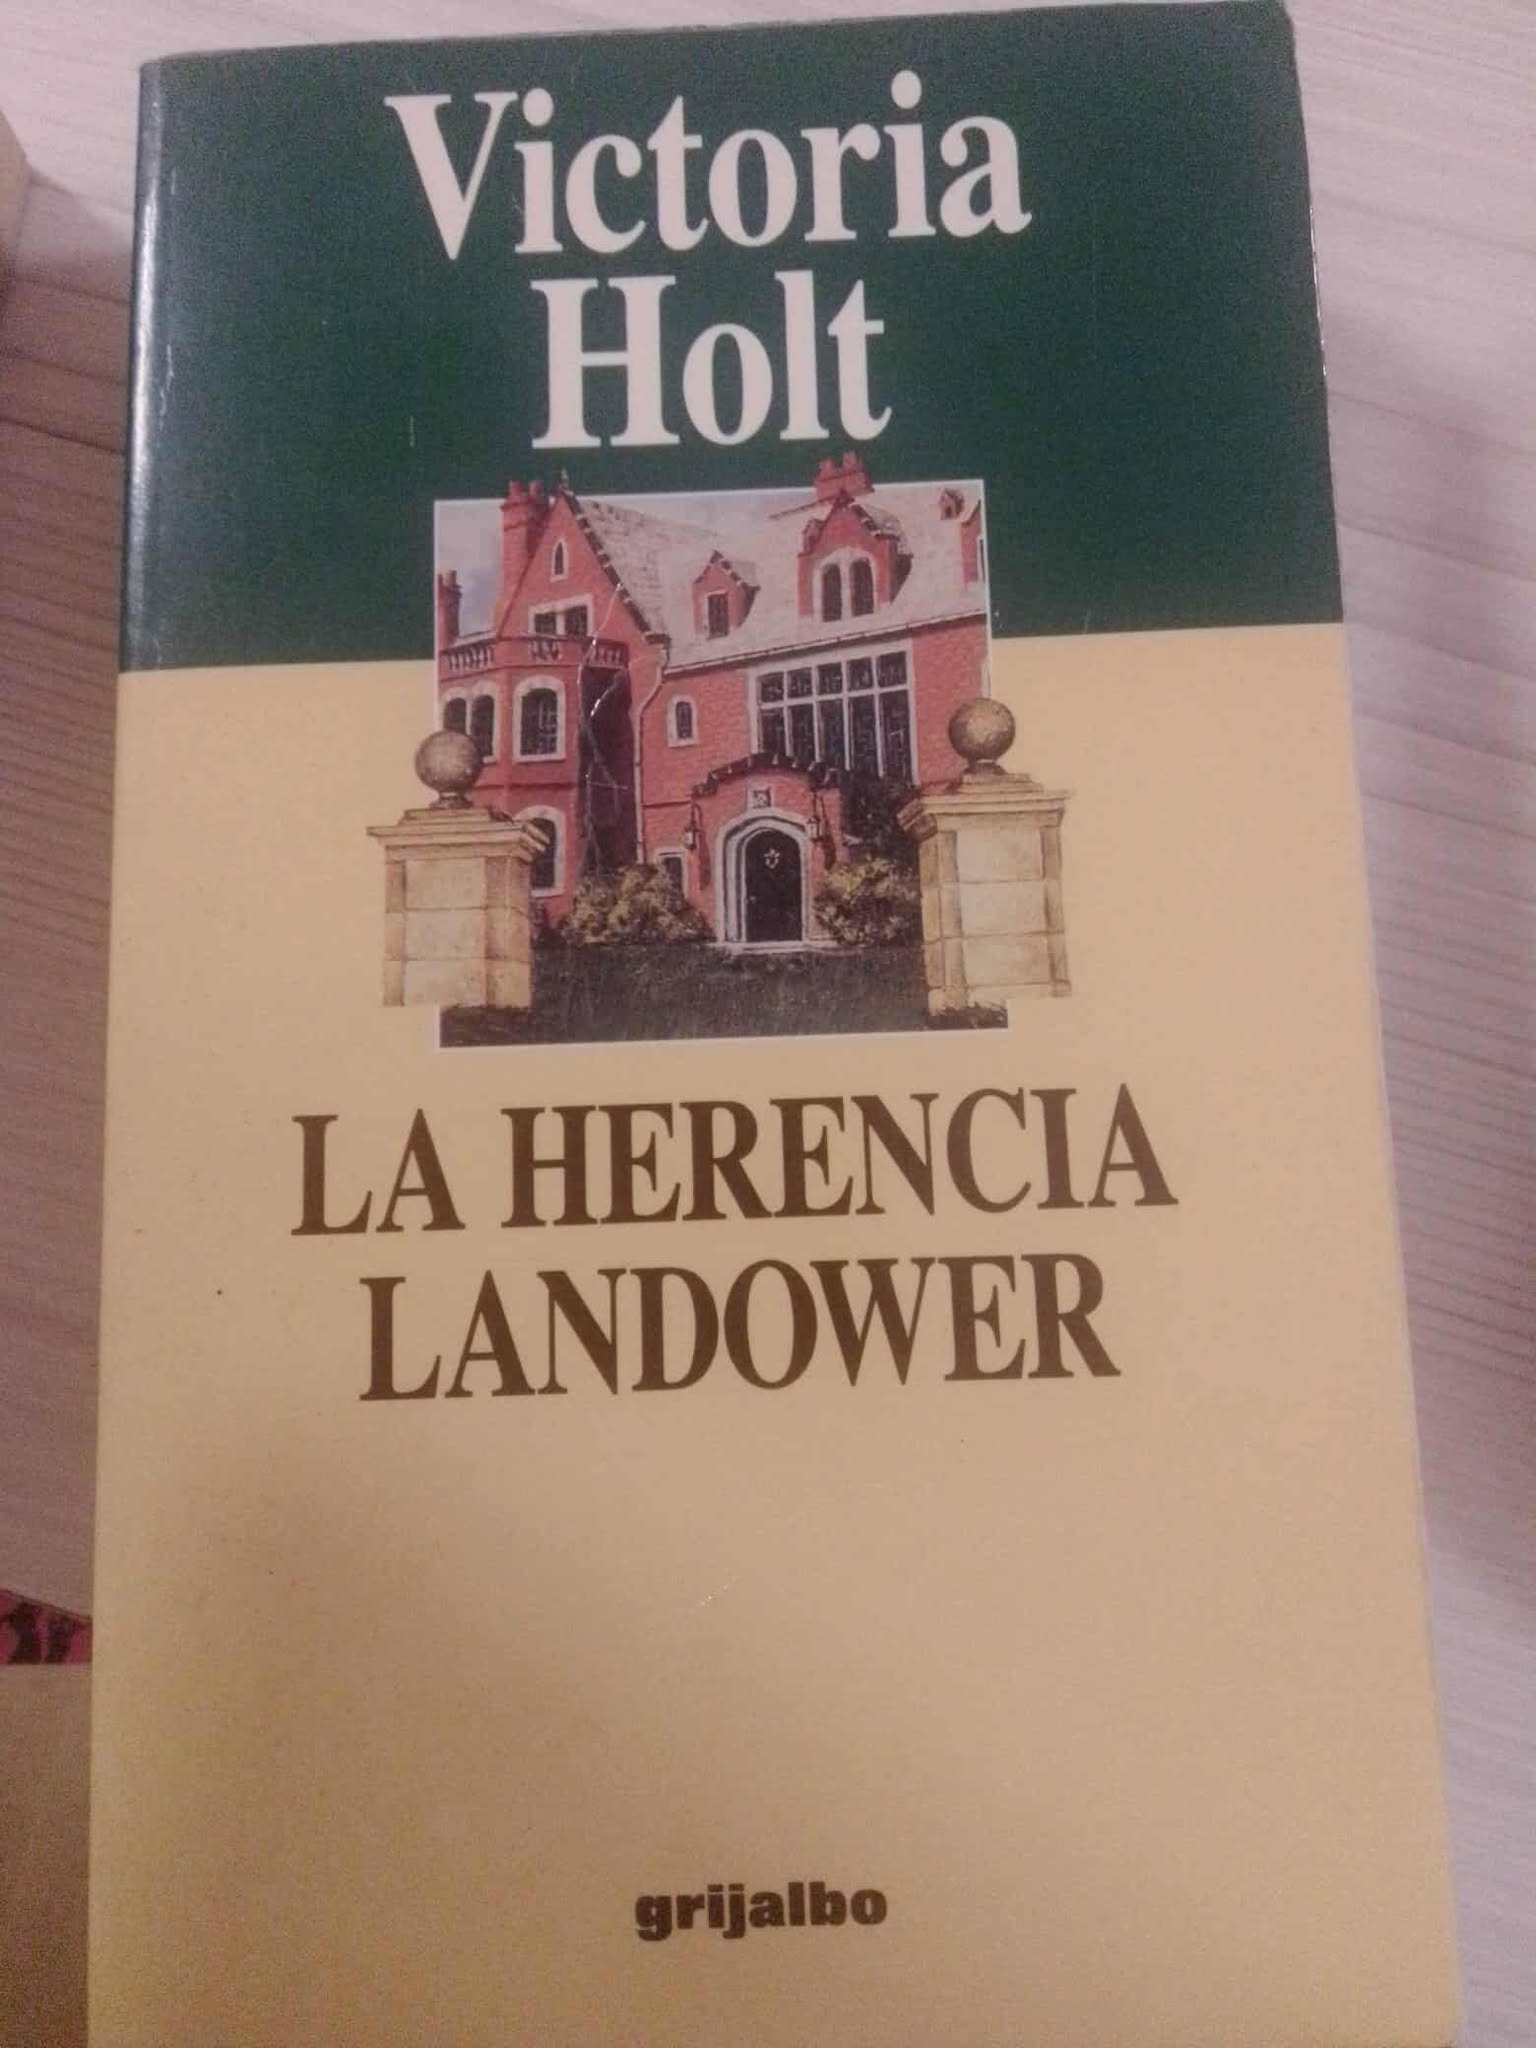 Victoria
Holt
LA HERENCIA
LANDOWER
grijalbo